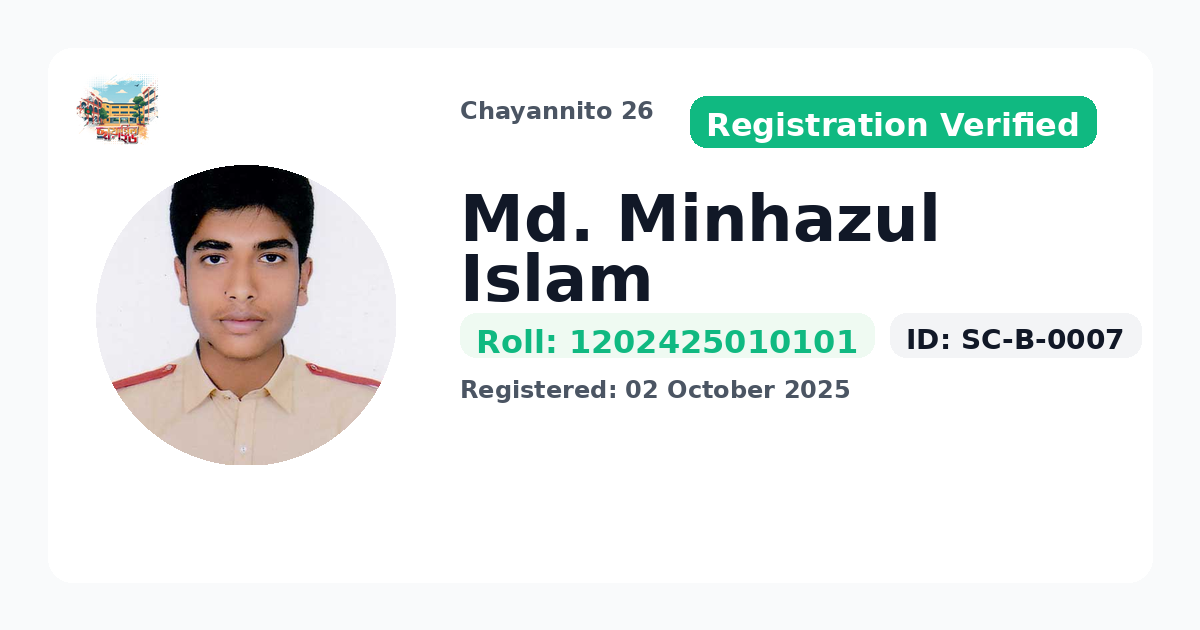 Chayannito 26
Registration Verified
Md. Minhazul
Islam
Roll: 1202425010101
ID: SC-B-0007
Registered: 02 October 2025